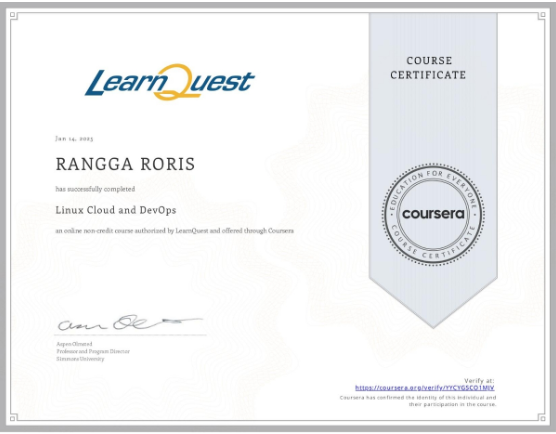 LearnQuest
COURSE
CERTIFICATE
Jan 14, 2023
RANGGA RORIS
has successfully completed
Linux Cloud and DevOps
an online non-credit course authorized by LearnQuest and offered through Coursera
EDUCATION FOR EVERYONE
coursera
COURSE CERTIFICATE
Aspen Olmsted
Professor and Program Director
Simmons University
Verify at:
https://coursera.org/verify/YYCYGSCO1MJV
Coursera has confirmed the identity of this individual and
their participation in the course.